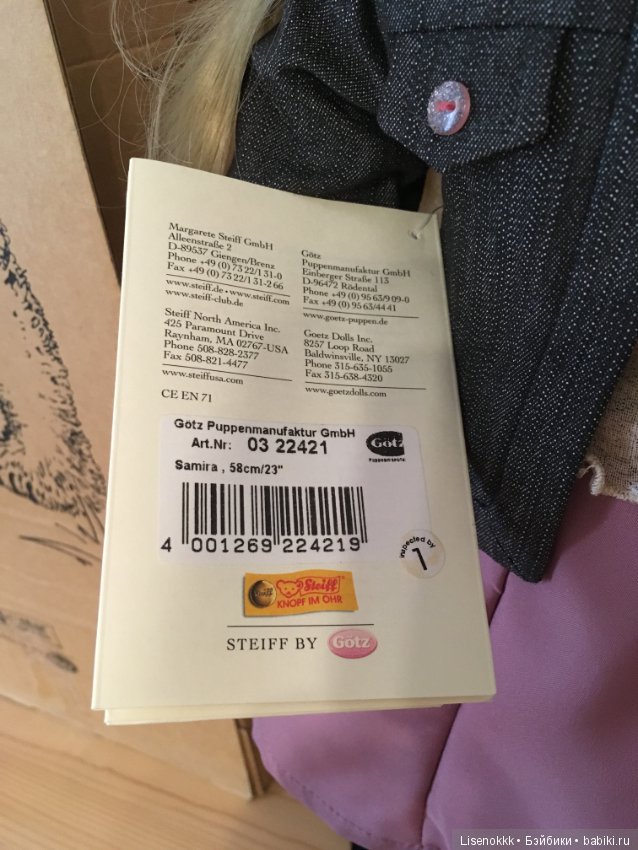 Margarete Steiff GmbH
Alleenstraße 2
D-89537 Giengen/Brenz
Phone +49 (0) 73 22/1 31-0
Fax +49 (0) 73 22/1 31-2 66
www.steiff.de • www.steiff.com
www.steiff-club.de
Steiff North America Inc.
425 Paramount Drive
Raynham, MA 02767-USA
Phone 508-828-2377
Fax 508-821-4477
www.steiffusa.com
CE EN 71
Götz
Puppenmanufaktur GmbH
Einberger Straße 113
D-96472 Rödental
Phone +49 (0) 95 63/9 09-0
Fax +49 (0) 95 63/44 41
www.goetz-puppen.de
Goetz Dolls Inc.
8257 Loop Road
Baldwinsville, NY 13027
Phone 315-635-1055
Fax 315-638-4320
www.goetzdolls.com
Götz Puppenmanufaktur GmbH
Art.Nr: 03 22421
Götz
Samira , 58cm/23"
4 001269 224219
inspected by
1
Steiff
KNOPF IM OHR
STEIFF BY Götz
Lisenokkk • Бэйбики • babiki.ru